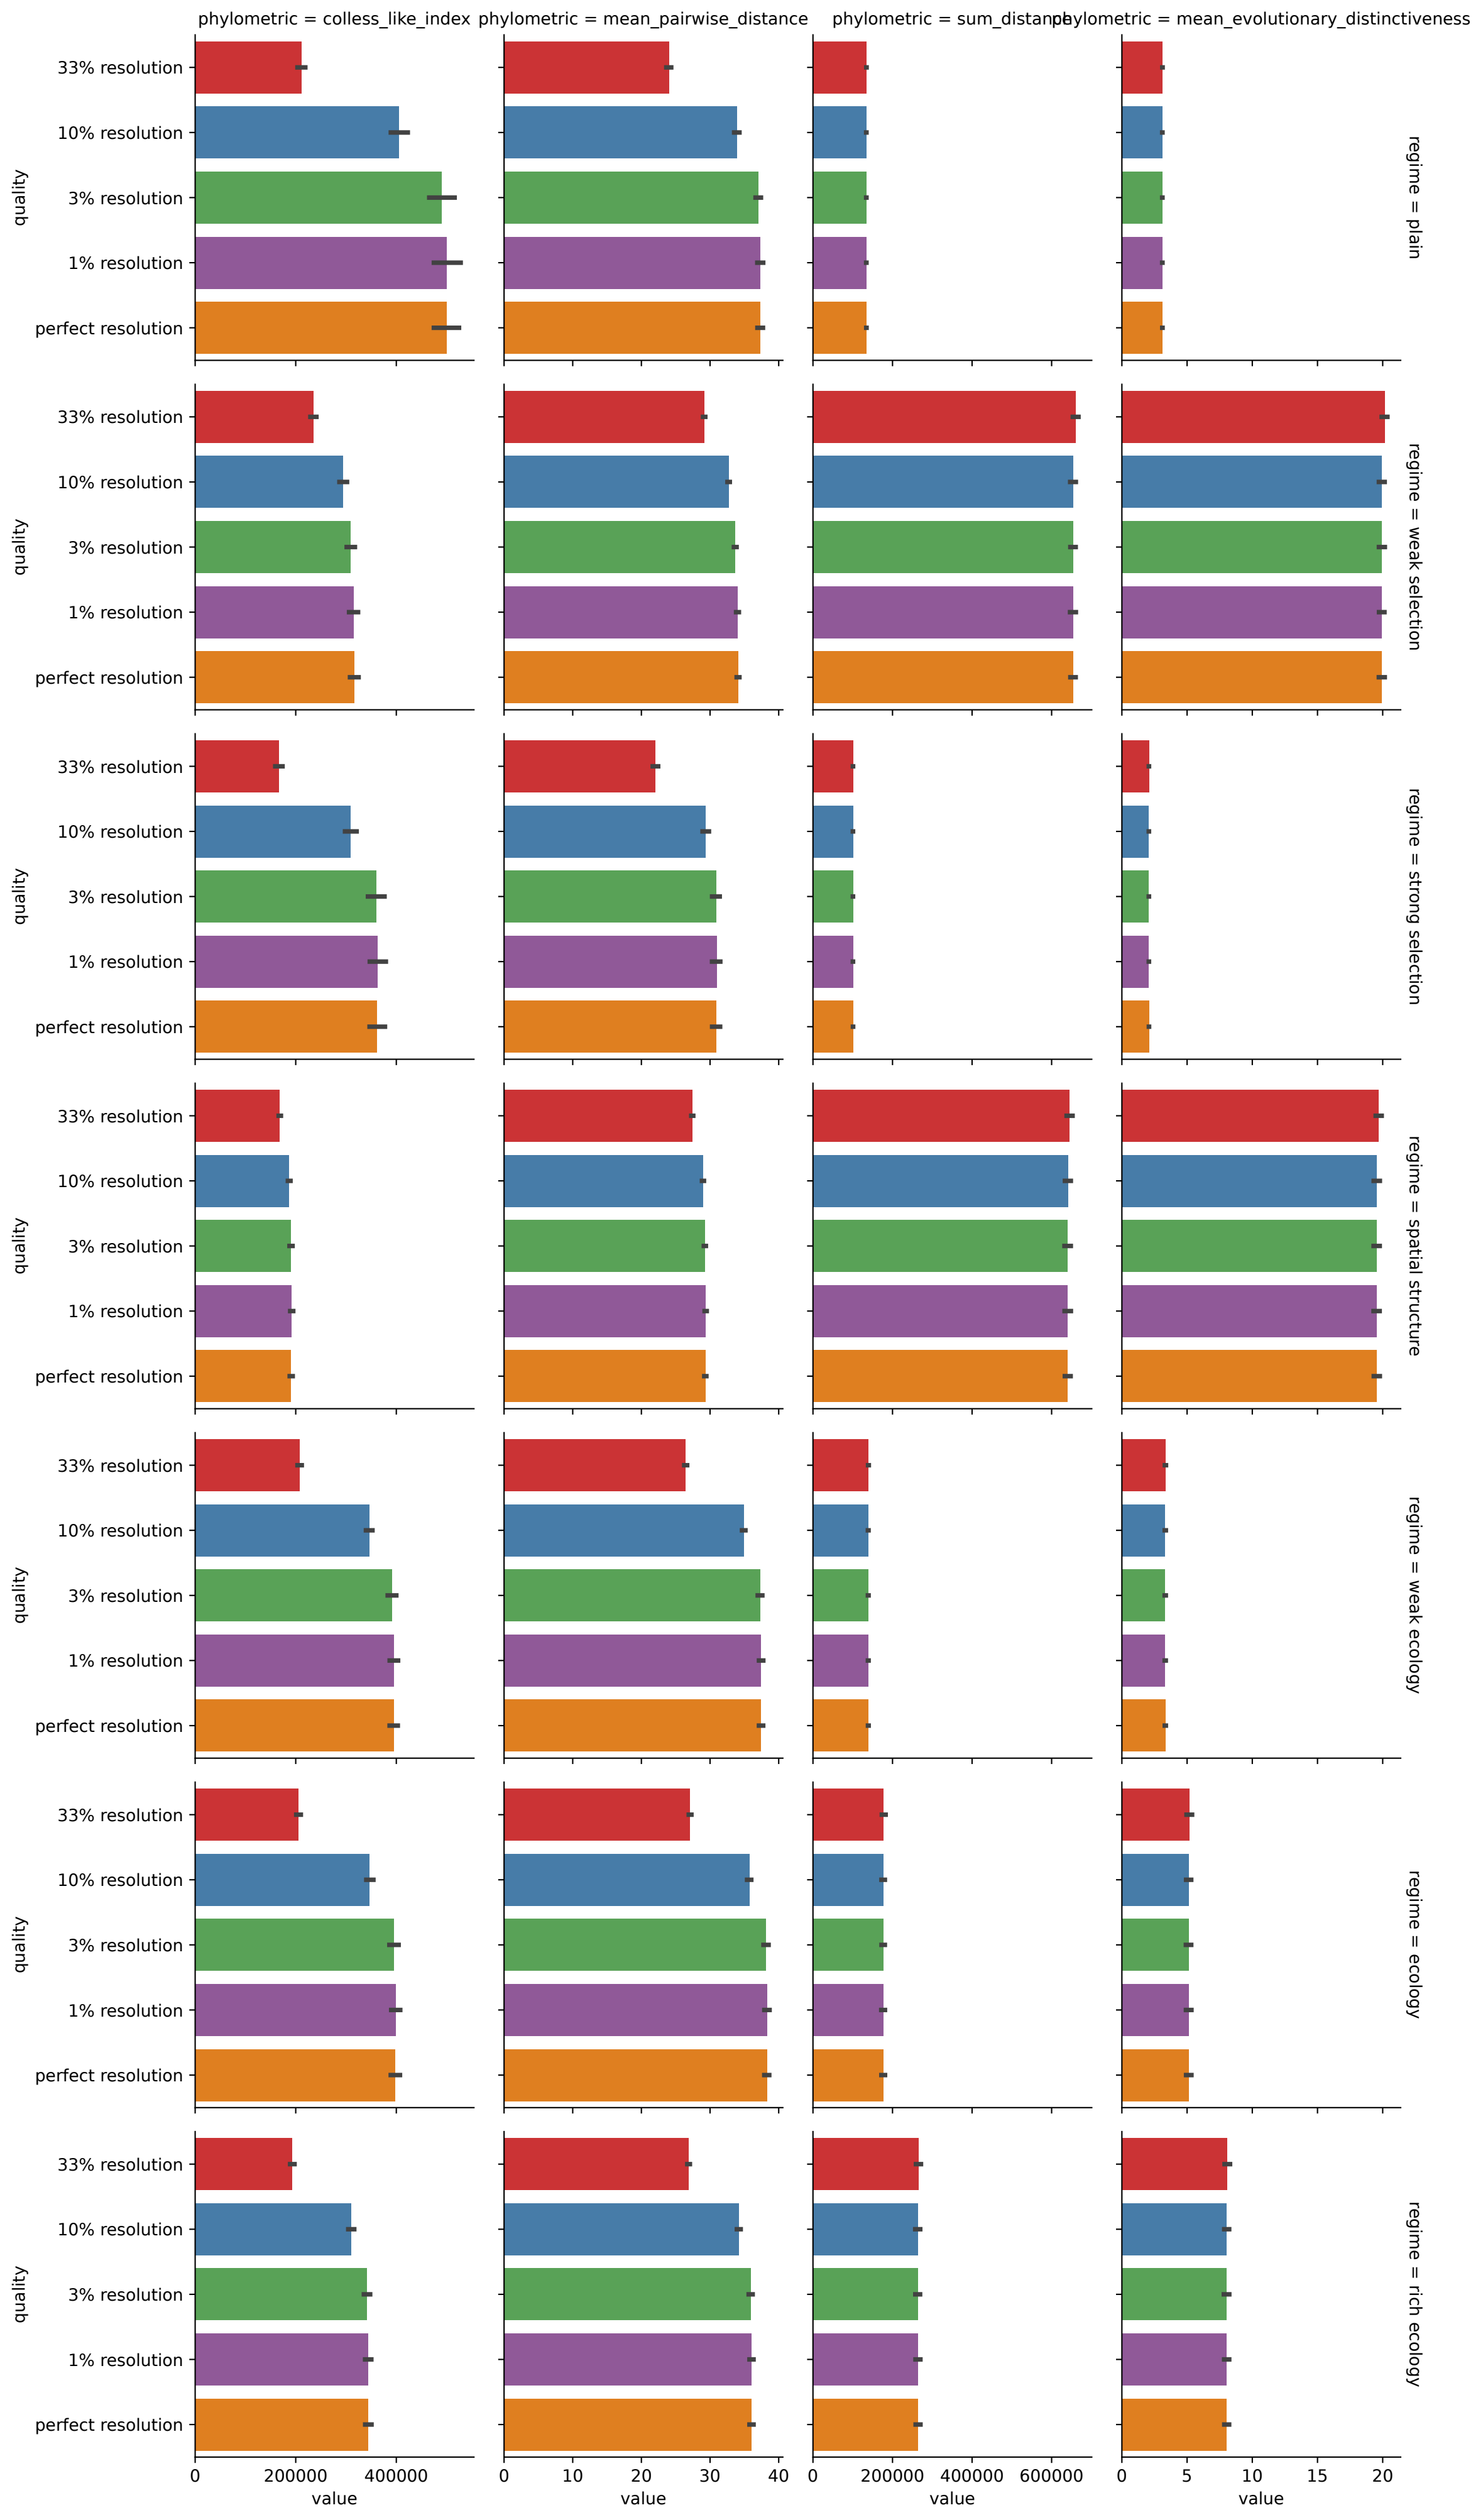 phylometric = colless_like_index
phylometric = mean_pairwise_distance
phylometric = sum_distance
phylometric = mean_evolutionary_distinctiveness
quality
33% resolution
10% resolution
3% resolution
1% resolution
perfect resolution
regime = plain
quality
33% resolution
10% resolution
3% resolution
1% resolution
perfect resolution
regime = weak selection
quality
33% resolution
10% resolution
3% resolution
1% resolution
perfect resolution
regime = strong selection
quality
33% resolution
10% resolution
3% resolution
1% resolution
perfect resolution
regime = spatial structure
quality
33% resolution
10% resolution
3% resolution
1% resolution
perfect resolution
regime = weak ecology
quality
33% resolution
10% resolution
3% resolution
1% resolution
perfect resolution
regime = ecology
quality
33% resolution
10% resolution
3% resolution
1% resolution
perfect resolution
regime = rich ecology
0 200000 400000
0 10 20 30 40
0 200000 400000 600000
0 5 10 15 20
value
value
value
value